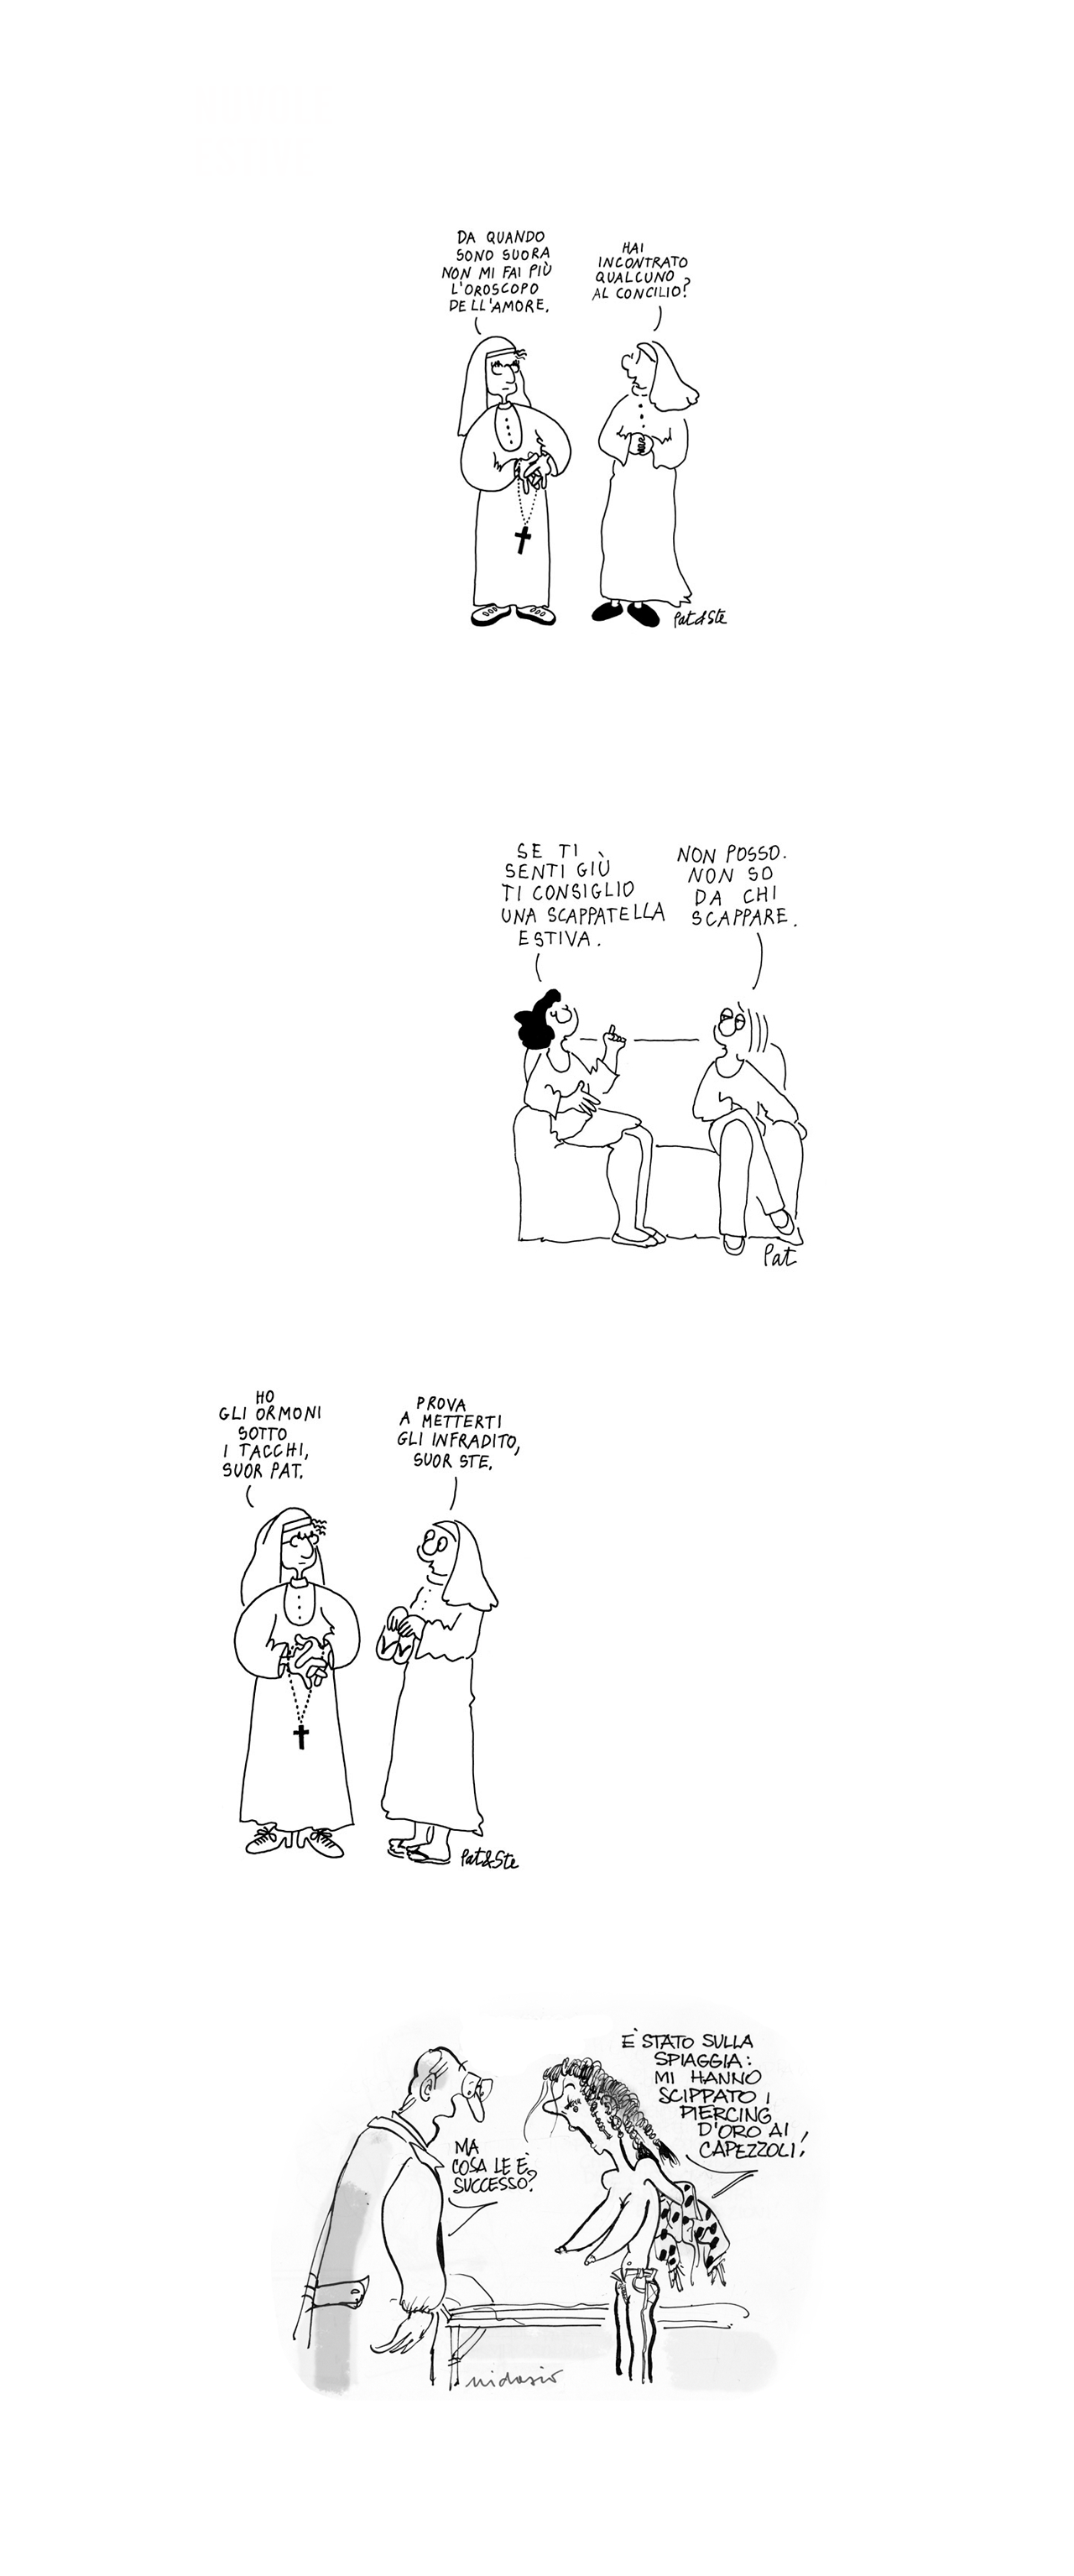 DA QUANDO
SONO SUORA
NON MI FAI PIÙ
L'OROSCOPO
DELL'AMORE.
HAI
INCONTRATO
QUALCUNO
AL CONCILIO?
Pat&Ste
SE TI
SENTI GIÙ
TI CONSIGLIO
UNA SCAPPATELLA
ESTIVA.
NON POSSO.
NON SO
DA CHI
SCAPPARE.
Pat
HO
GLI ORMONI
SOTTO
I TACCHI,
SUOR PAT.
PROVA
A METTERTI
GLI INFRADITO,
SUOR STE.
Pat&Ste
MA
COSA LE È
SUCCESSO?
È STATO SULLA
SPIAGGIA:
MI HANNO
SCIPPATO I
PIERCING
D'ORO AI
CAPEZZOLI!
nidasio